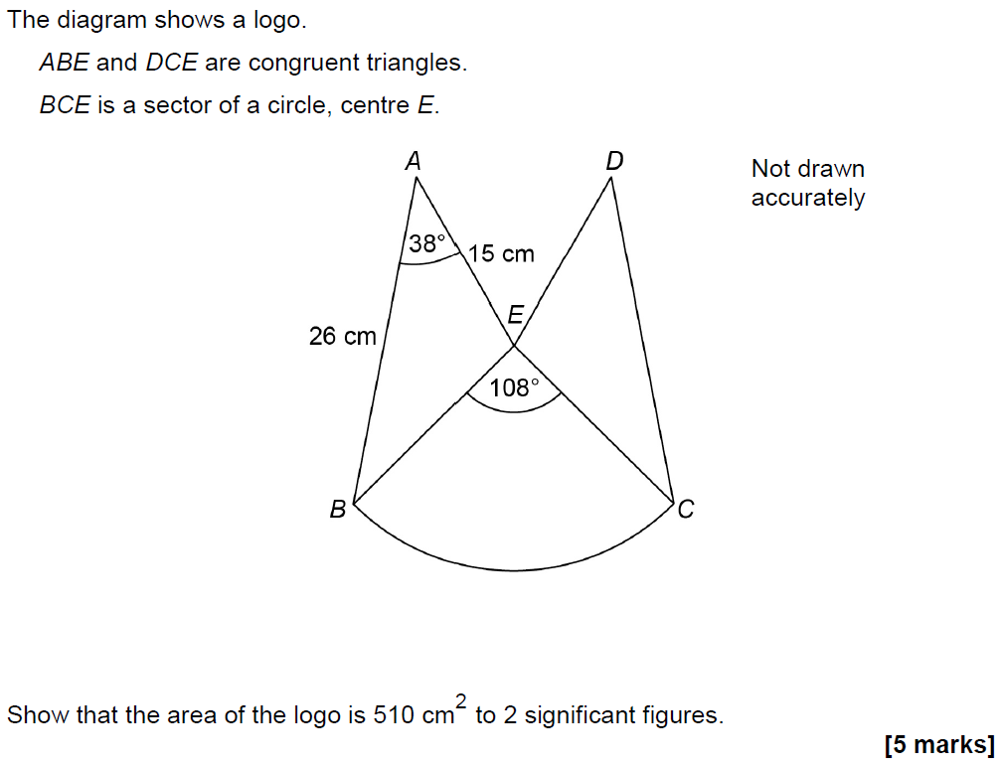 The diagram shows a logo.
ABE and DCE are congruent triangles.
BCE is a sector of a circle, centre E.
A
D
Not drawn
accurately
38°
15 cm
E
26 cm
108°
B
C
Show that the area of the logo is 510 cm² to 2 significant figures.
[5 marks]